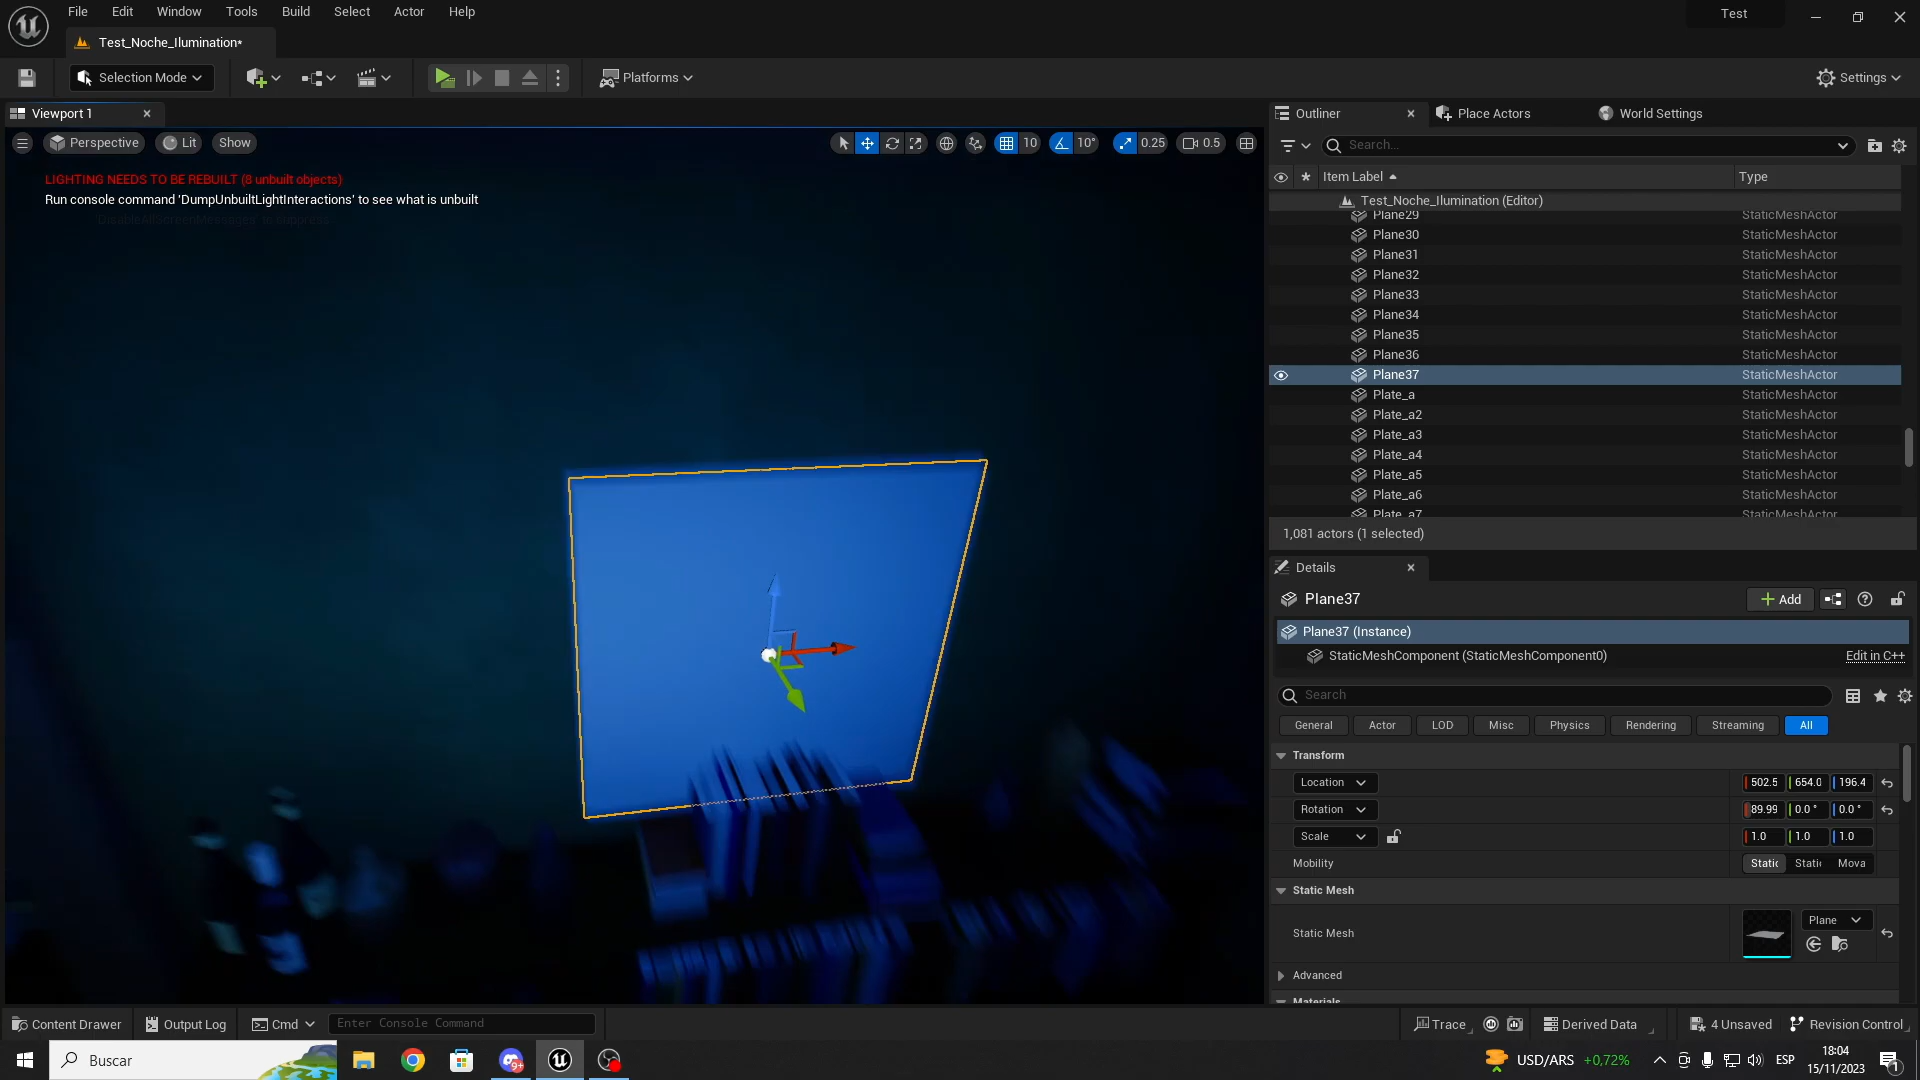 File Edit Window Tools Build Select Actor Help
Test
Test_Noche_Ilumination*
Selection Mode
Platforms
Settings
Viewport 1
Outliner
Place Actors
World Settings
Perspective
Lit
Show
10
10°
0.25
0.5
Search...
LIGHTING NEEDS TO BE REBUILT (8 unbuilt objects)
Run console command 'DumpUnbuiltLightInteractions' to see what is unbuilt
'DisableAllScreenMessages' to suppress
Item Label
Type
Test_Noche_Ilumination (Editor)
Plane29 StaticMeshActor
Plane30 StaticMeshActor
Plane31 StaticMeshActor
Plane32 StaticMeshActor
Plane33 StaticMeshActor
Plane34 StaticMeshActor
Plane35 StaticMeshActor
Plane36 StaticMeshActor
Plane37 StaticMeshActor
Plate_a StaticMeshActor
Plate_a2 StaticMeshActor
Plate_a3 StaticMeshActor
Plate_a4 StaticMeshActor
Plate_a5 StaticMeshActor
Plate_a6 StaticMeshActor
Plate_a7 StaticMeshActor
1,081 actors (1 selected)
Details
Plane37
Add
Plane37 (Instance)
StaticMeshComponent (StaticMeshComponent0)
Edit in C++
Search
General Actor LOD Misc Physics Rendering Streaming All
Transform
Location 502.5 654.0 196.4
Rotation 89.99 0.0° 0.0°
Scale 1.0 1.0 1.0
Mobility Static Stati Mova
Static Mesh
Static Mesh
Plane
Advanced
Materials
Content Drawer
Output Log
Cmd
Enter Console Command
Trace
Derived Data
4 Unsaved
Revision Control
Buscar
9+
USD/ARS +0,72%
ESP
18:04
15/11/2023
1